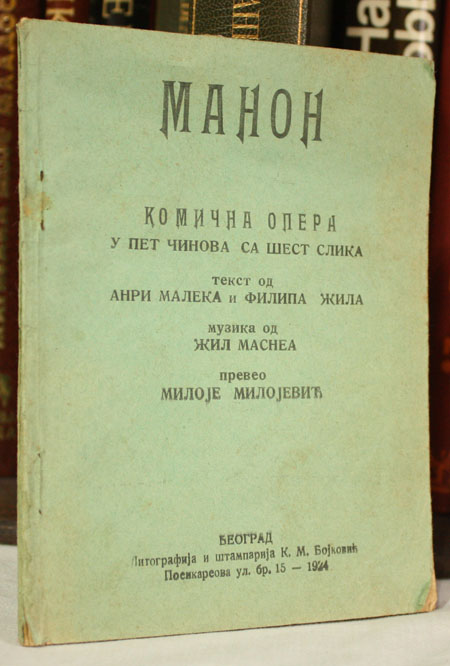 МАНОН
КОМИЧНА ОПЕРА
У ПЕТ ЧИНОВА СА ШЕСТ СЛИКА
текст од
АНРИ МАЛЕКА и ФИЛИПА ЖИЛА
музика од
ЖИЛ МАСНЕА
превео
МИЛОЈЕ МИЛОЈЕВИЋ
БЕОГРАД
Литографија и штампарија К. М. Бојковић
Поенкареова ул. бр. 15 — 1924